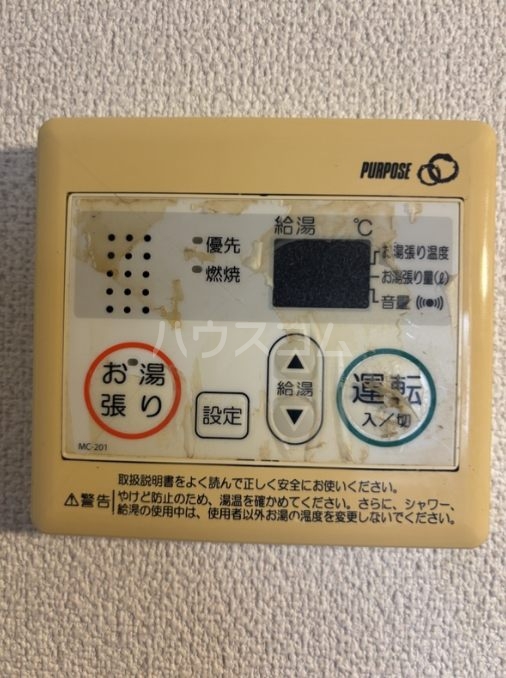 PURPOSE
給湯 ℃
優先
燃焼
お湯張り温度
お湯張り量(ℓ)
音量
ハウスコム
お湯張り
設定
給湯
運転
入/切
MC-201
取扱説明書をよく読んで正しく安全にお使いください。
⚠警告 やけど防止のため、湯温を確かめてください。さらに、シャワー、
給湯の使用中は、使用者以外お湯の温度を変更しないでください。